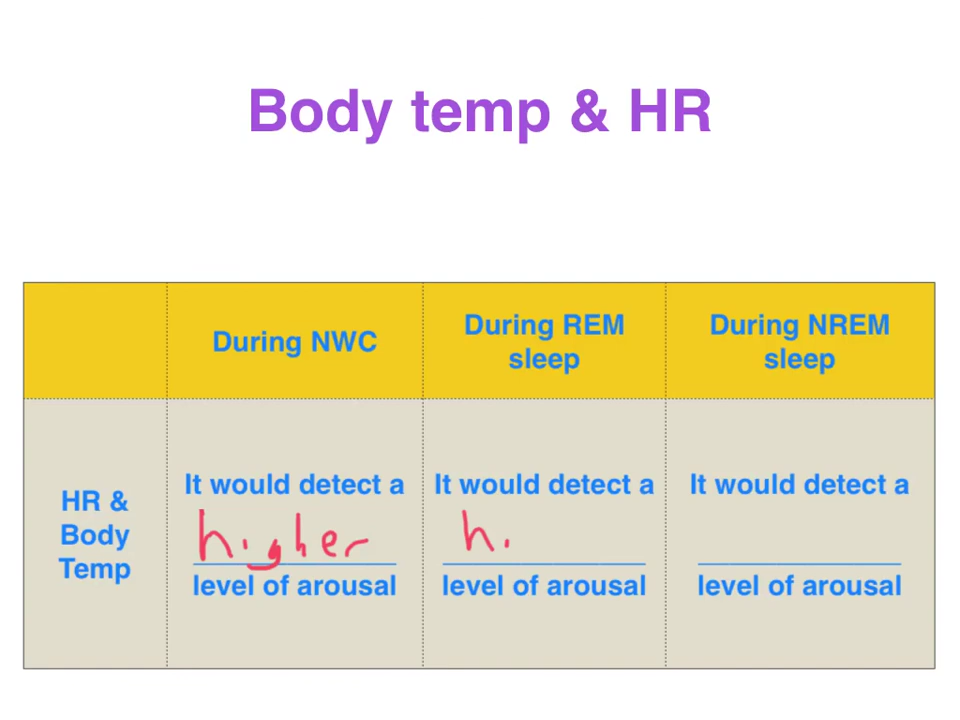 Body temp & HR
During NWC
During REM
sleep
During NREM
sleep
HR &
Body
Temp
It would detect a
higher
level of arousal
It would detect a
hi
level of arousal
It would detect a
level of arousal